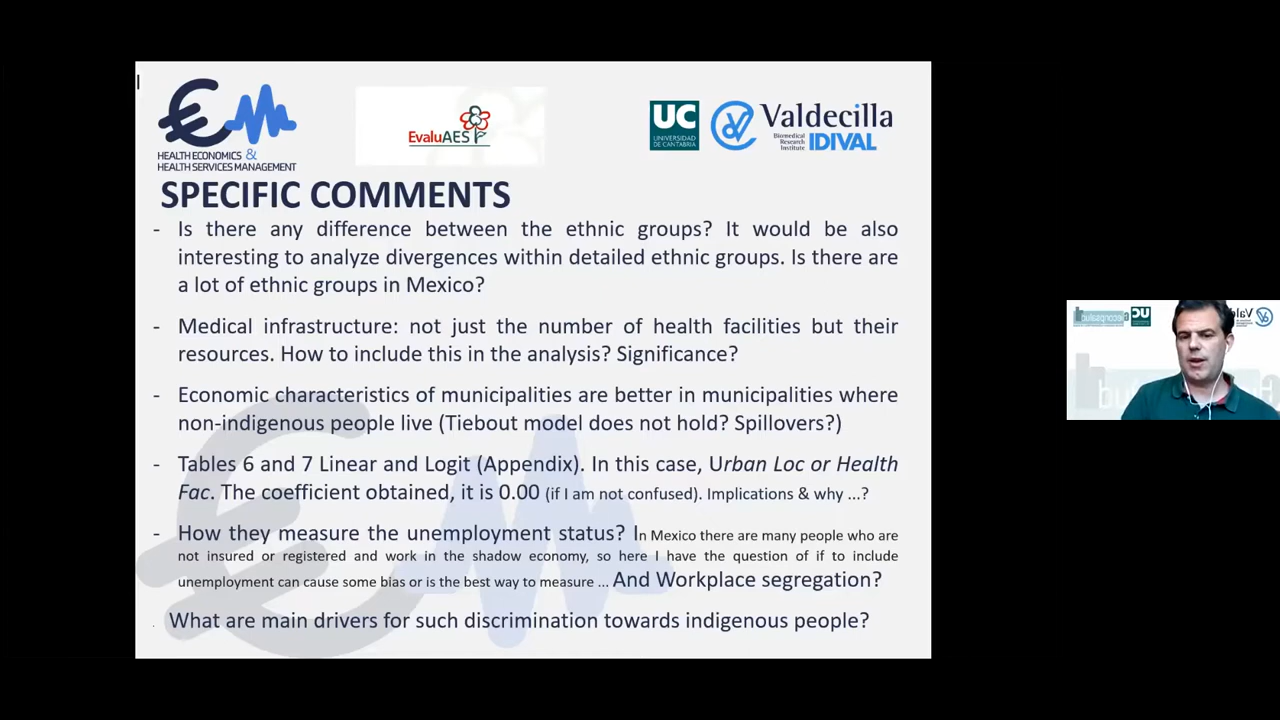 HEALTH ECONOMICS &
HEALTH SERVICES MANAGEMENT
EvaluAES
UC
UNIVERSIDAD
DE CANTABRIA
Valdecilla
Biomedical
Research
Institute
IDIVAL
SPECIFIC COMMENTS
- Is there any difference between the ethnic groups? It would be also
interesting to analyze divergences within detailed ethnic groups. Is there are
a lot of ethnic groups in Mexico?
- Medical infrastructure: not just the number of health facilities but their
resources. How to include this in the analysis? Significance?
- Economic characteristics of municipalities are better in municipalities where
non-indigenous people live (Tiebout model does not hold? Spillovers?)
- Tables 6 and 7 Linear and Logit (Appendix). In this case, Urban Loc or Health
Fac. The coefficient obtained, it is 0.00 (if I am not confused). Implications & why ...?
- How they measure the unemployment status? In Mexico there are many people who are
not insured or registered and work in the shadow economy, so here I have the question of if to include
unemployment can cause some bias or is the best way to measure ... And Workplace segregation?
What are main drivers for such discrimination towards indigenous people?
UC